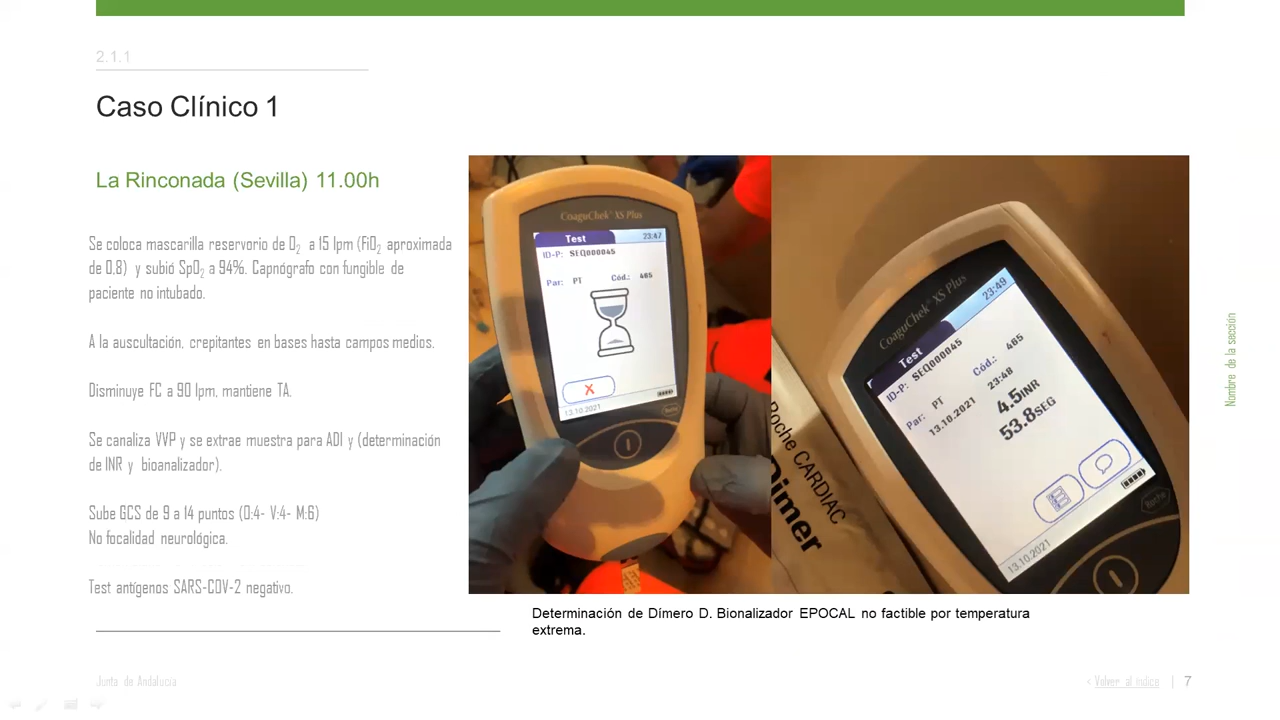 2.1.1
Caso Clínico 1
La Rinconada (Sevilla) 11.00h
Se coloca mascarilla reservorio de O2 a 15 lpm (FiO2 aproximada
de 0.8) y subió SpO2 a 94%. Capnógrafo con fungible de
paciente no intubado.
A la auscultación, crepitantes en bases hasta campos medios.
Disminuye FC a 90 lpm, mantiene TA.
Se canaliza VVP y se extrae muestra para ADI y (determinación
de INR y bioanalizador).
Sube GCS de 9 a 14 puntos (O:4- V:4- M:6)
No focalidad neurológica.
Test antígenos SARS-COV-2 negativo.
CoaguChek® XS Plus
Test 23:47
ID-P: SEQ000045
Par: PT Cód.: 465
13.10.2021
Roche
CoaguChek® XS Plus
Test 23:49
ID-P: SEQ000045
Cód.: 465
Par: PT
13.10.2021 23:48
4.5INR
53.8SEG
13.10.2021
Roche
Roche CARDIAC
Dimer
Determinación de Dímero D. Bionalizador EPOCAL no factible por temperatura
extrema.
Nombre de la sección
Junta de Andalucía
< Volver al índice | 7